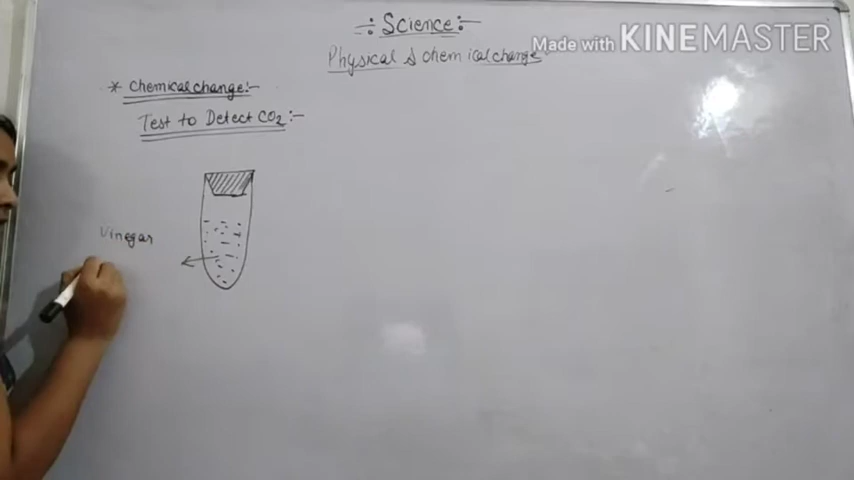 -: Science :-
Made with KINEMASTER
Physical & chemical change
* Chemical change :-
Test to Detect CO2 :-
Vinegar